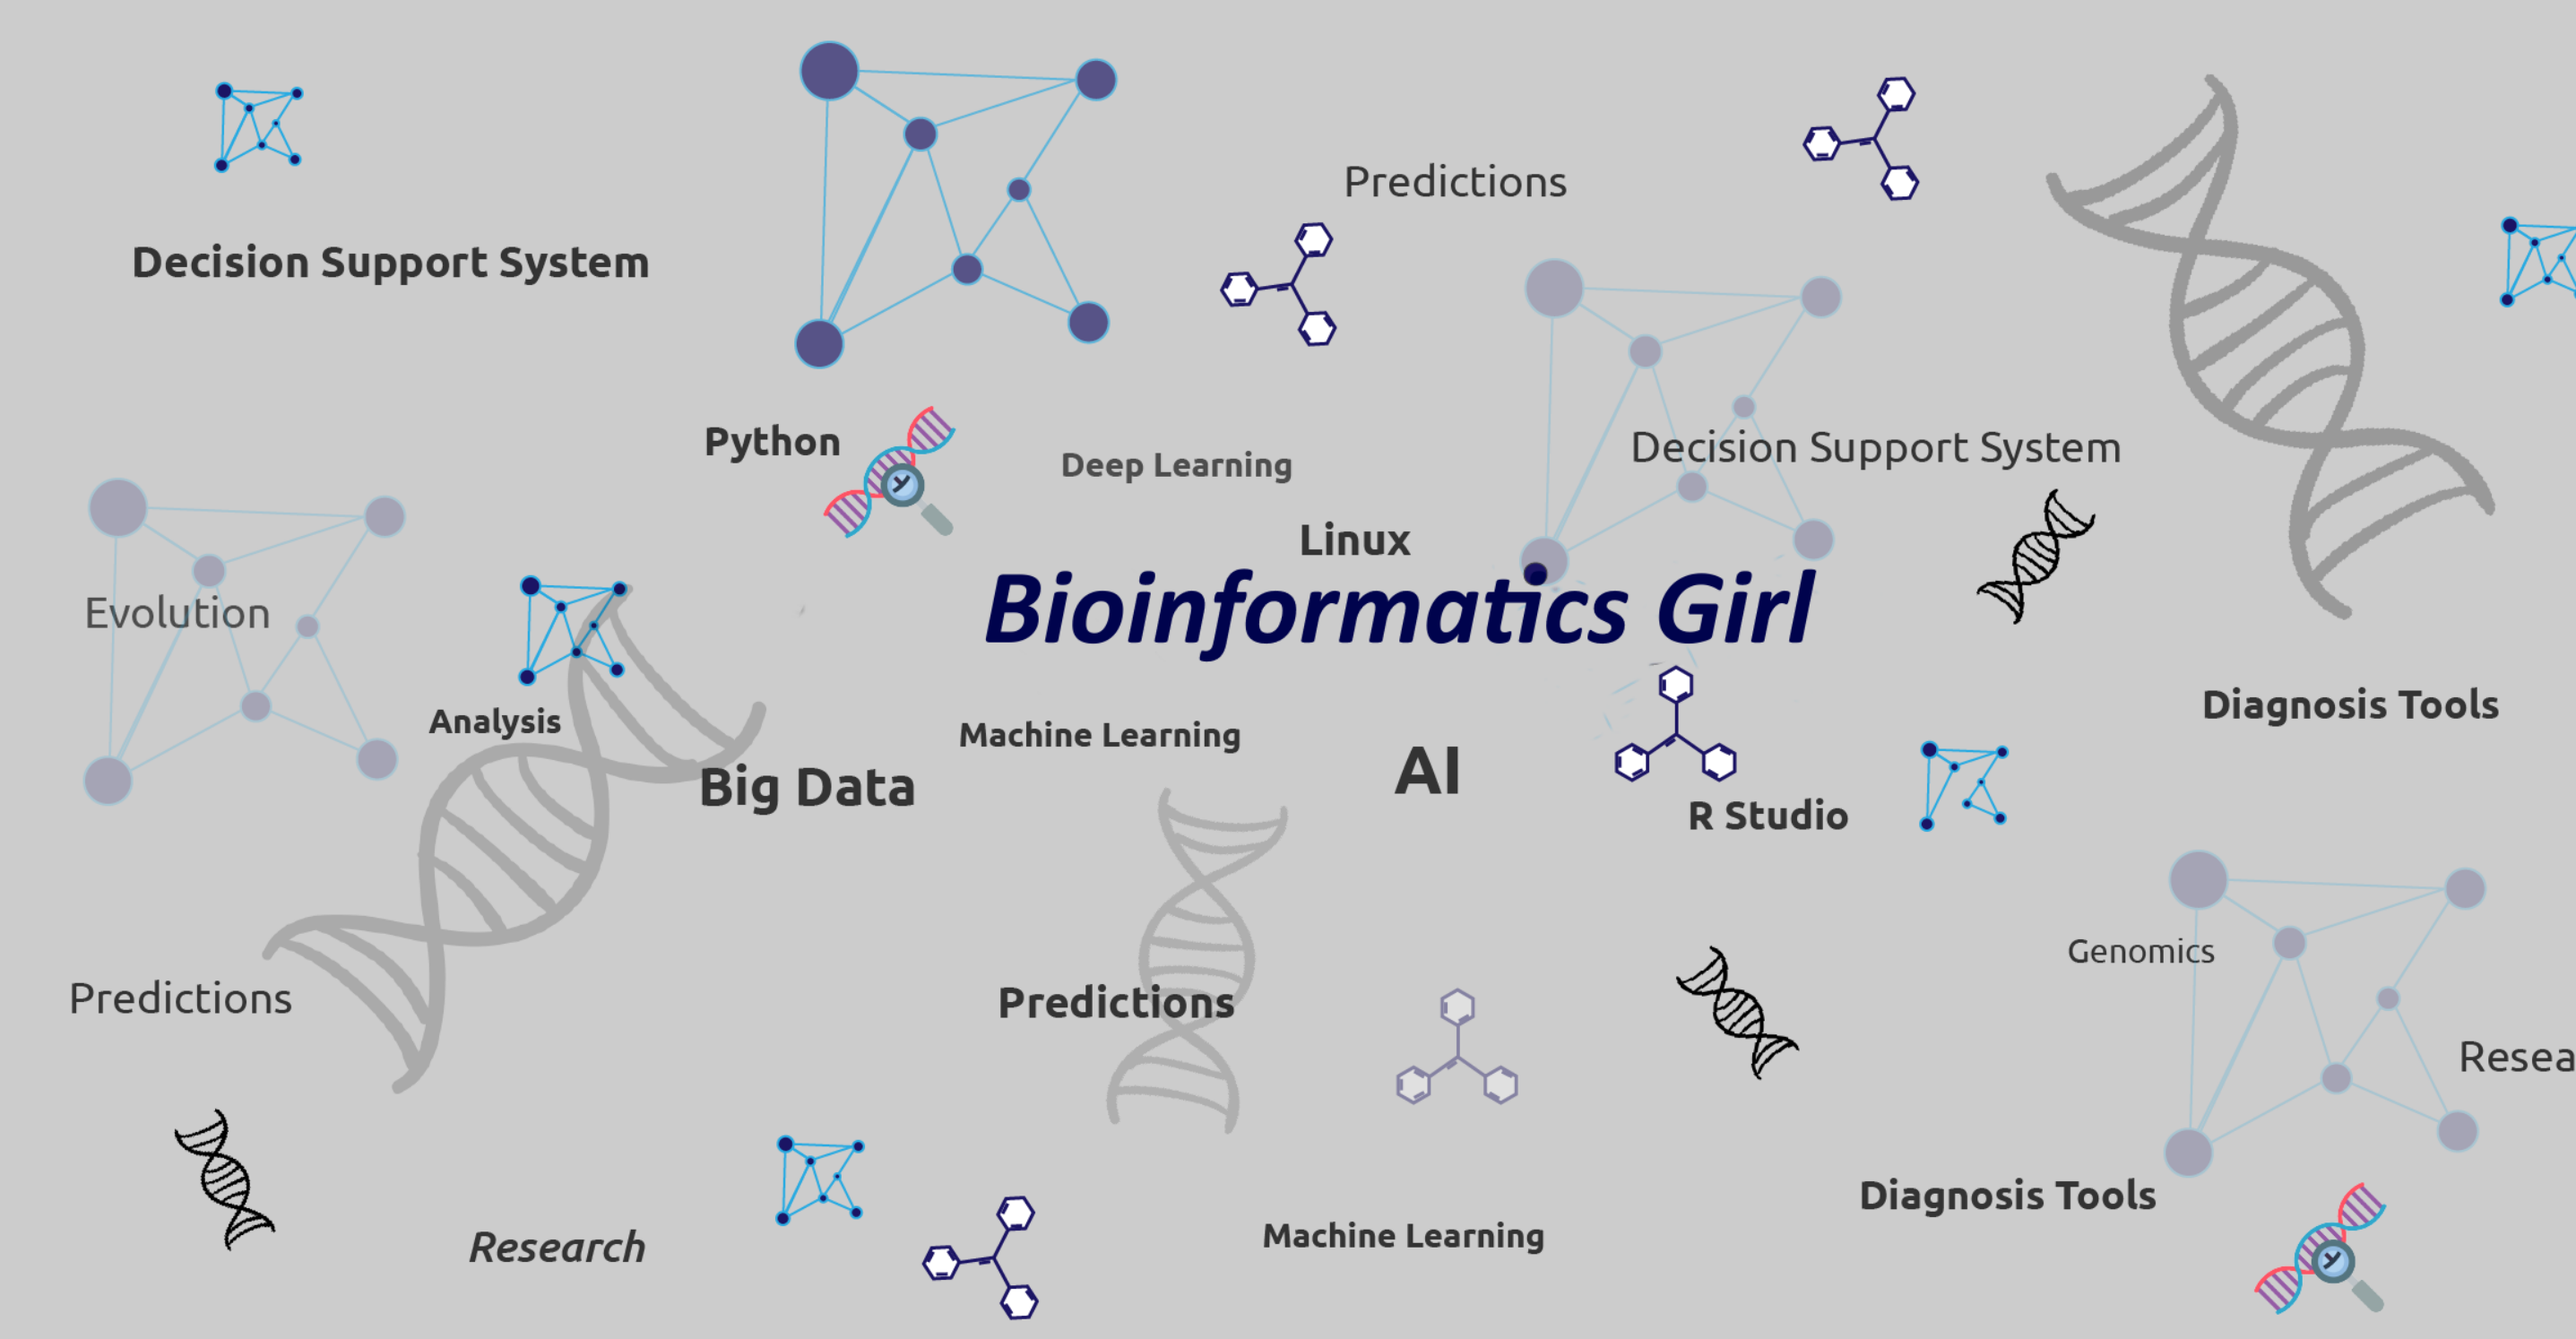 Predictions
Decision Support System
Python
Deep Learning
Decision Support System
Linux
Bioinformatics Girl
Evolution
Analysis
Machine Learning
Diagnosis Tools
Big Data
AI
R Studio
Genomics
Predictions
Predictions
Resea
Diagnosis Tools
Research
Machine Learning